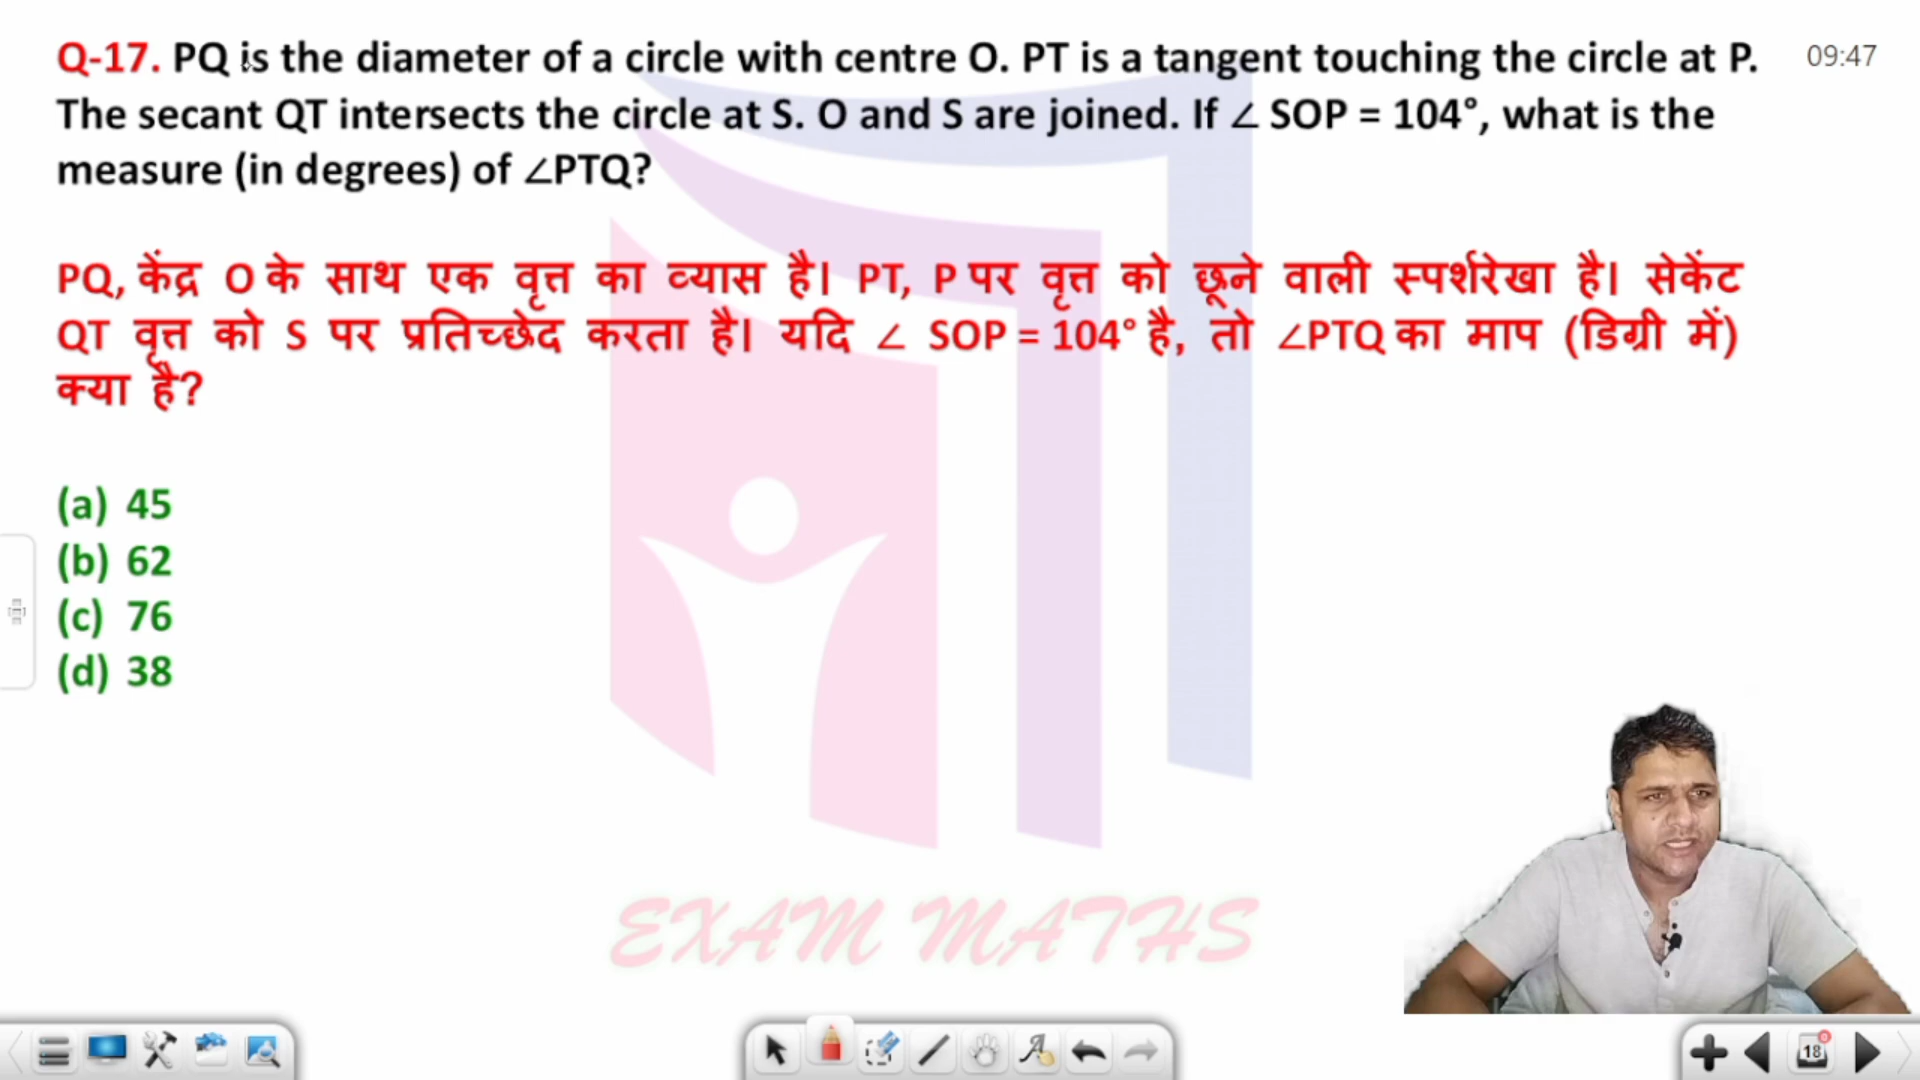 Q-17. PQ is the diameter of a circle with centre O. PT is a tangent touching the circle at P.
09:47
The secant QT intersects the circle at S. O and S are joined. If ∠ SOP = 104°, what is the
measure (in degrees) of ∠PTQ?
PQ, केंद्र O के साथ एक वृत्त का व्यास है। PT, P पर वृत्त को छूने वाली स्पर्शरेखा है। सेकेंट
QT वृत्त को S पर प्रतिच्छेद करता है। यदि ∠ SOP = 104° है, तो ∠PTQ का माप (डिग्री में)
क्या है?
(a) 45
(b) 62
(c) 76
(d) 38
EXAM MATHS
18
0